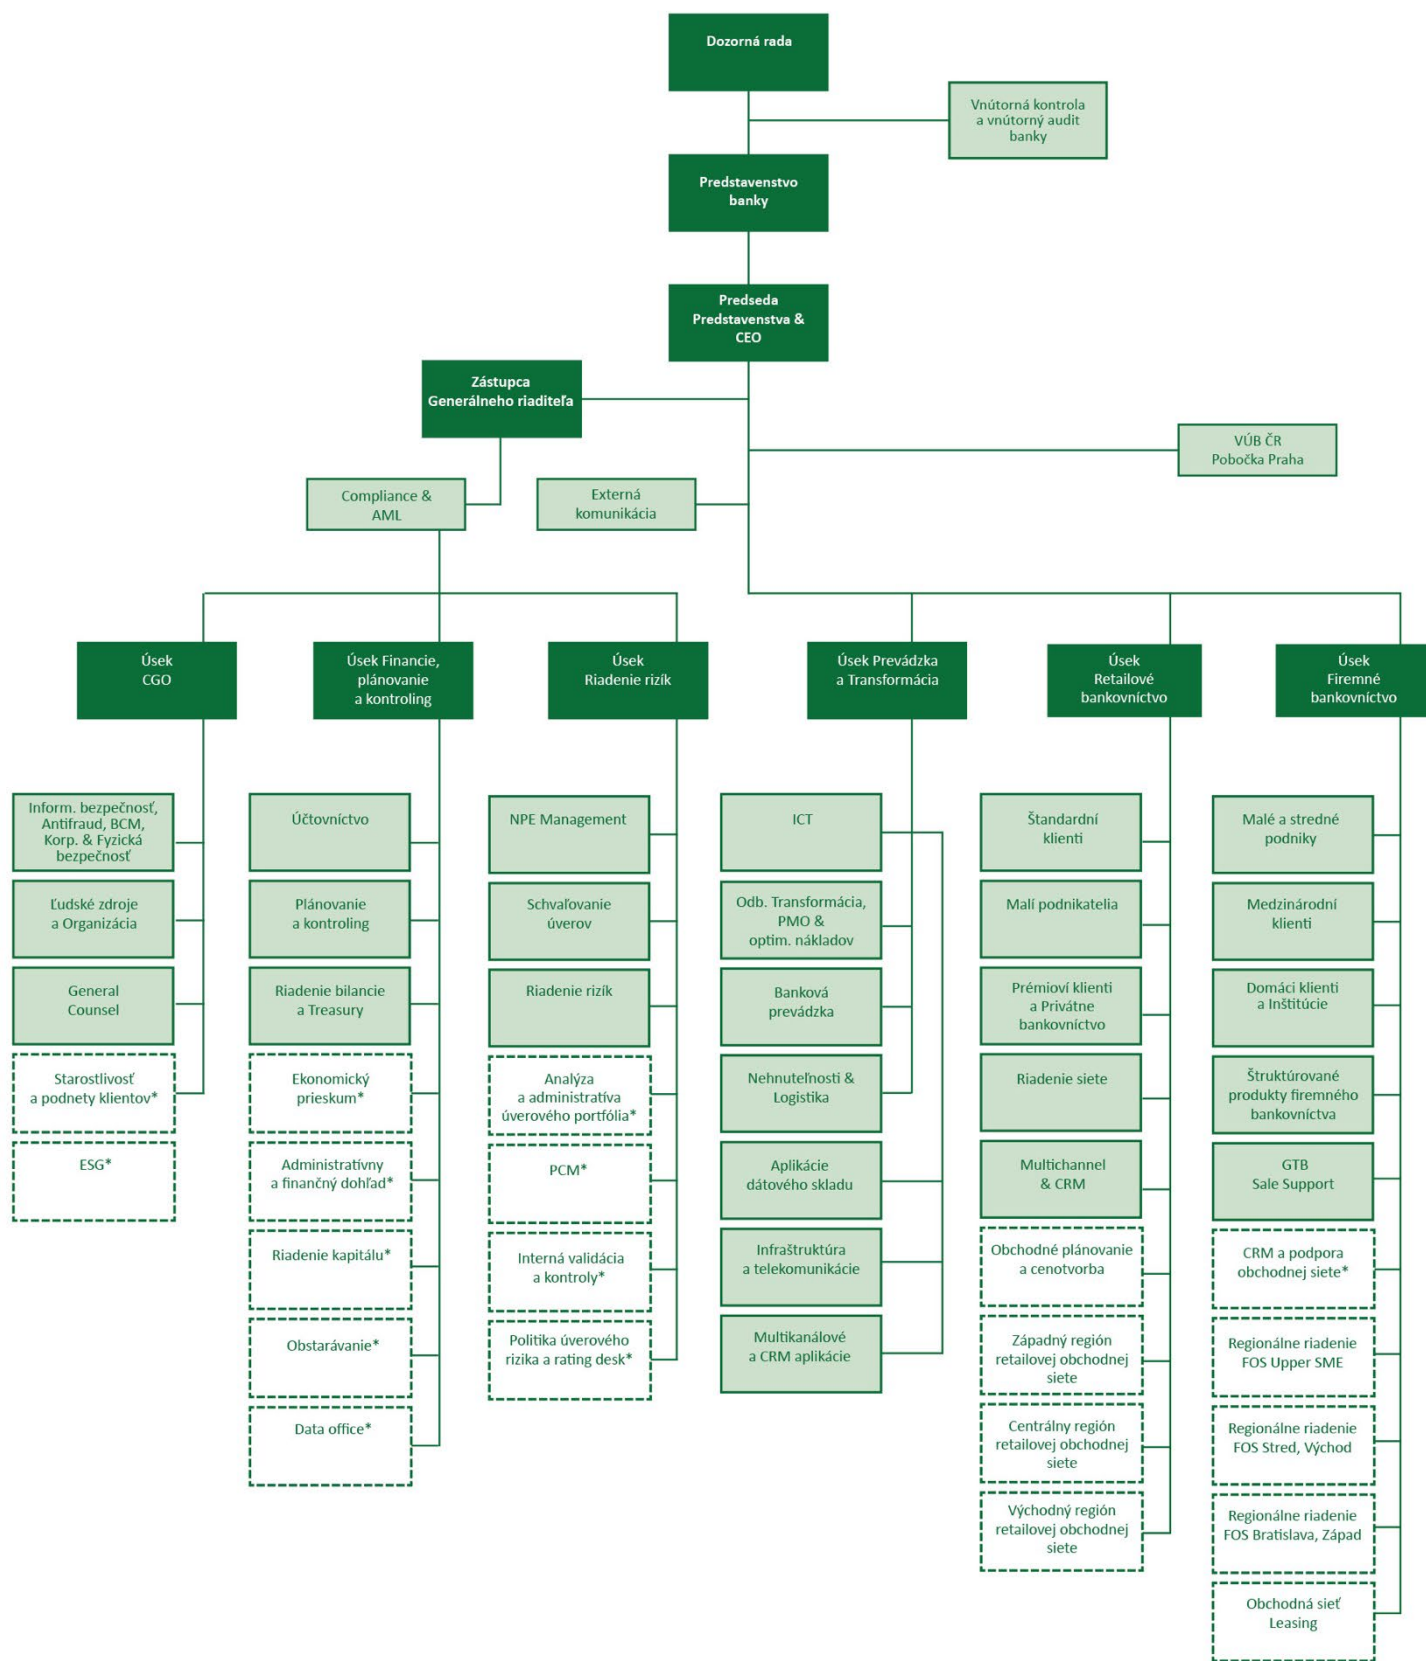 Dozorná rada
Vnútorná kontrola
a vnútorný audit
banky
Predstavenstvo
banky
Predseda
Predstavenstva &
CEO
Zástupca
Generálneho riaditeľa
VÚB ČR
Pobočka Praha
Compliance &
AML
Externá
komunikácia
Úsek
CGO
Úsek Financie,
plánovanie
a kontroling
Úsek
Riadenie rizík
Úsek Prevádzka
a Transformácia
Úsek
Retailové
bankovníctvo
Úsek
Firemné
bankovníctvo
Inform. bezpečnosť,
Antifraud, BCM,
Korp. & Fyzická
bezpečnosť
Ľudské zdroje
a Organizácia
General
Counsel
Starostlivosť
a podnety klientov*
ESG*
Účtovníctvo
Plánovanie
a kontroling
Riadenie bilancie
a Treasury
Ekonomický
prieskum*
Administratívny
a finančný dohľad*
Riadenie kapitálu*
Obstarávanie*
Data office*
NPE Management
Schvaľovanie
úverov
Riadenie rizík
Analýza
a administratíva
úverového portfólia*
PCM*
Interná validácia
a kontroly*
Politika úverového
rizika a rating desk*
ICT
Odb. Transformácia,
PMO &
optim. nákladov
Banková
prevádzka
Nehnuteľnosti &
Logistika
Aplikácie
dátového skladu
Infraštruktúra
a telekomunikácie
Multikanálové
a CRM aplikácie
Štandardní
klienti
Malí podnikatelia
Prémioví klienti
a Privátne
bankovníctvo
Riadenie siete
Multichannel
& CRM
Obchodné plánovanie
a cenotvorba
Západný región
retailovej obchodnej
siete
Centrálny región
retailovej obchodnej
siete
Východný región
retailovej obchodnej
siete
Malé a stredné
podniky
Medzinárodní
klienti
Domáci klienti
a Inštitúcie
Štruktúrované
produkty firemného
bankovníctva
GTB
Sale Support
CRM a podpora
obchodnej siete*
Regionálne riadenie
FOS Upper SME
Regionálne riadenie
FOS Stred, Východ
Regionálne riadenie
FOS Bratislava, Západ
Obchodná sieť
Leasing